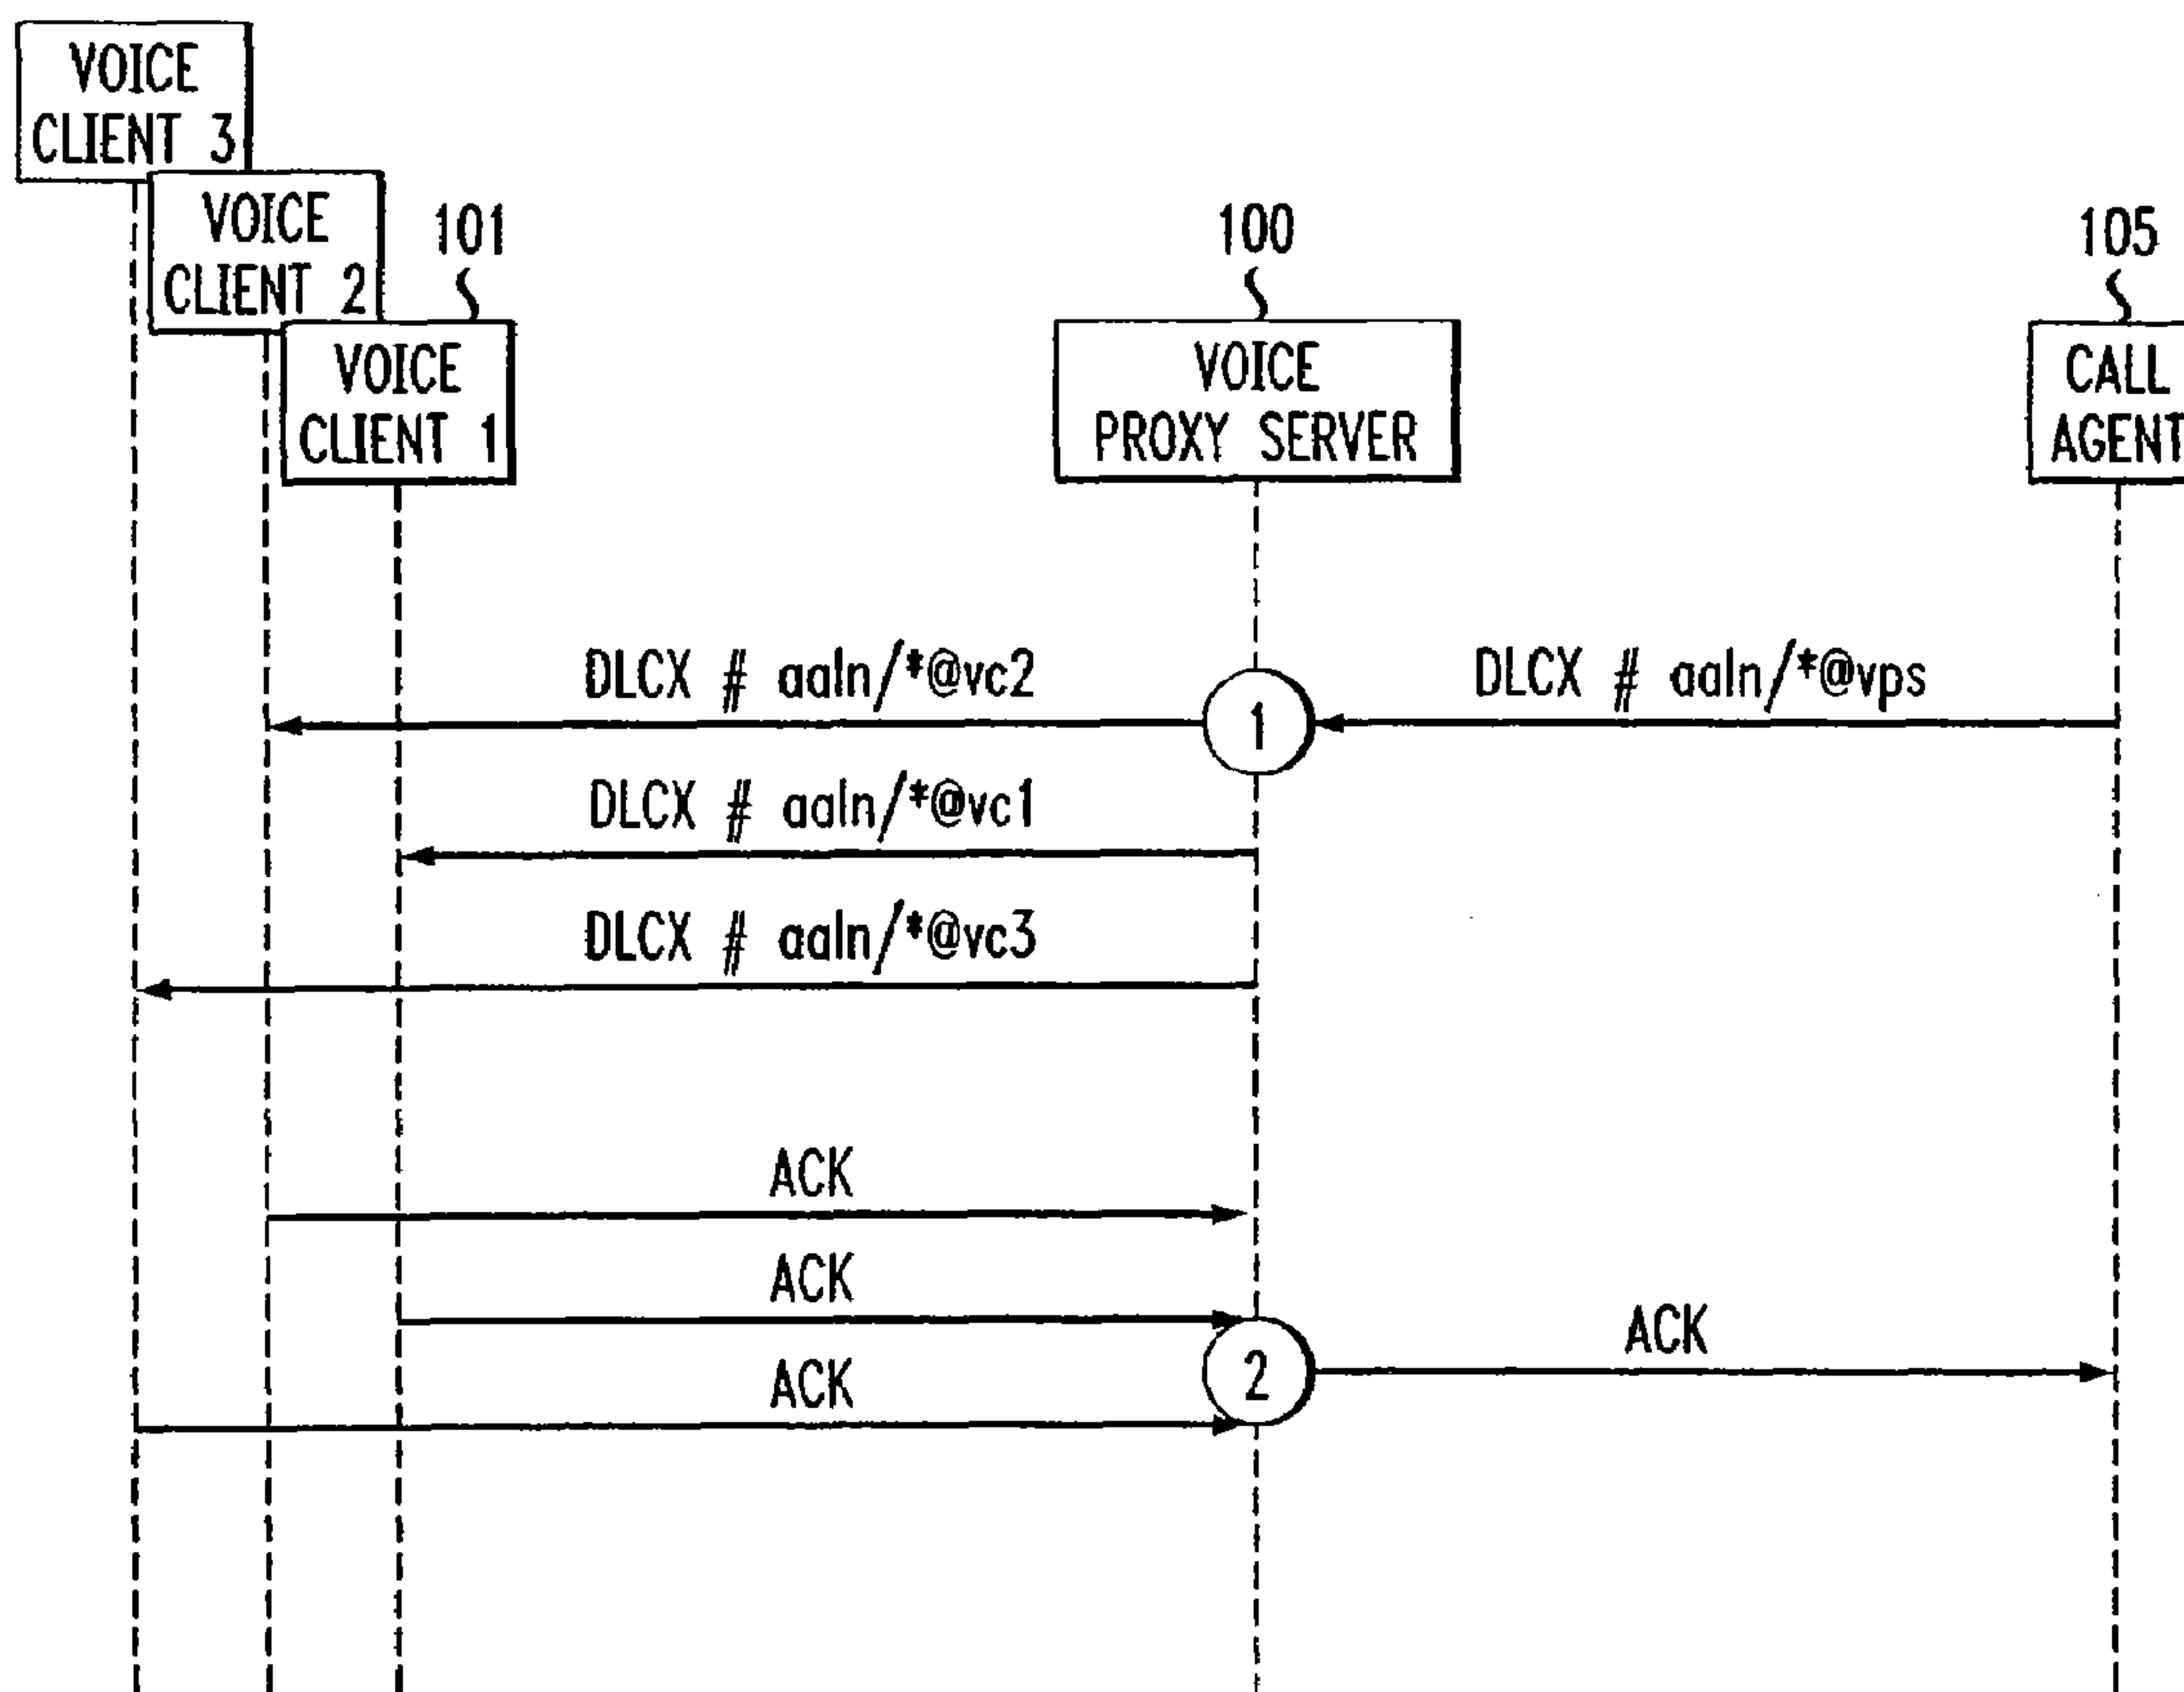 VOICE
CLIENT 3
VOICE
CLIENT 2
101
100
105
VOICE
CLIENT 1
VOICE
PROXY SERVER
CALL
AGENT
DLCX # aaln/*@vc2
DLCX # aaln/*@vps
1
DLCX # aaln/*@vc1
DLCX # aaln/*@vc3
ACK
ACK
ACK
2
ACK